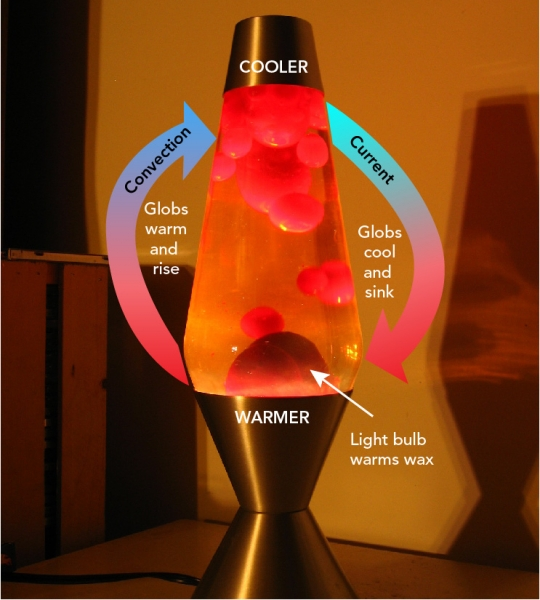 COOLER
Convection
Current
Globs
warm
and
rise
Globs
cool
and
sink
WARMER
Light bulb
warms wax